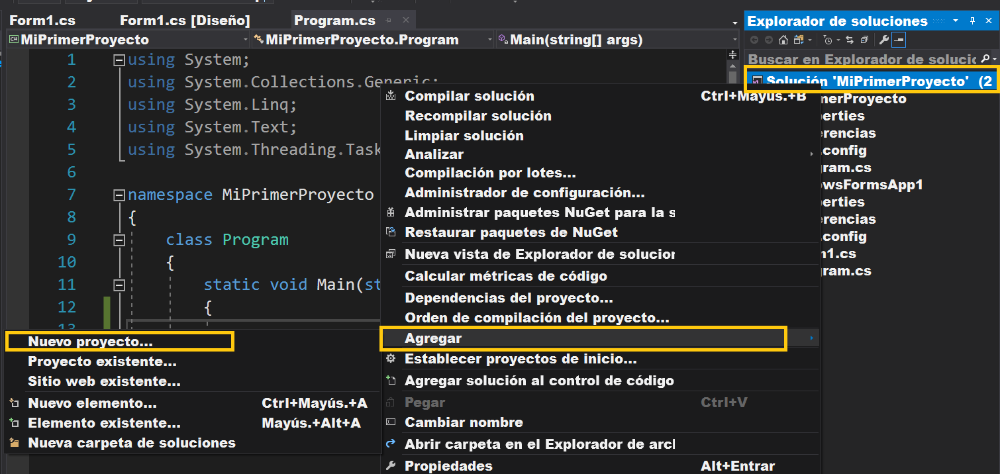 Form1.cs
Form1.cs [Diseño]
Program.cs
MiPrimerProyecto
MiPrimerProyecto.Program
Main(string[] args)
1 using System;
2 using System.Collections.Generic;
3 using System.Linq;
4 using System.Text;
5 using System.Threading.Task
6
7 namespace MiPrimerProyecto
8 {
9 class Program
10 {
11 static void Main(st
12 {
13
Explorador de soluciones
Buscar en Explorador de soluci
Solución 'MiPrimerProyecto' (2
merProyecto
perties
erencias
.config
gram.cs
owsFormsApp1
perties
erencias
.config
m1.cs
gram.cs
Compilar solución Ctrl+Mayús.+B
Recompilar solución
Limpiar solución
Analizar
Compilación por lotes...
Administrador de configuración...
Administrar paquetes NuGet para la s
Restaurar paquetes de NuGet
Nueva vista de Explorador de solucion
Calcular métricas de código
Dependencias del proyecto...
Orden de compilación del proyecto...
Agregar
Establecer proyectos de inicio...
Agregar solución al control de código
Pegar Ctrl+V
Cambiar nombre
Abrir carpeta en el Explorador de arcl
Propiedades Alt+Entrar
Nuevo proyecto...
Proyecto existente...
Sitio web existente...
Nuevo elemento... Ctrl+Mayús.+A
Elemento existente... Mayús.+Alt+A
Nueva carpeta de soluciones